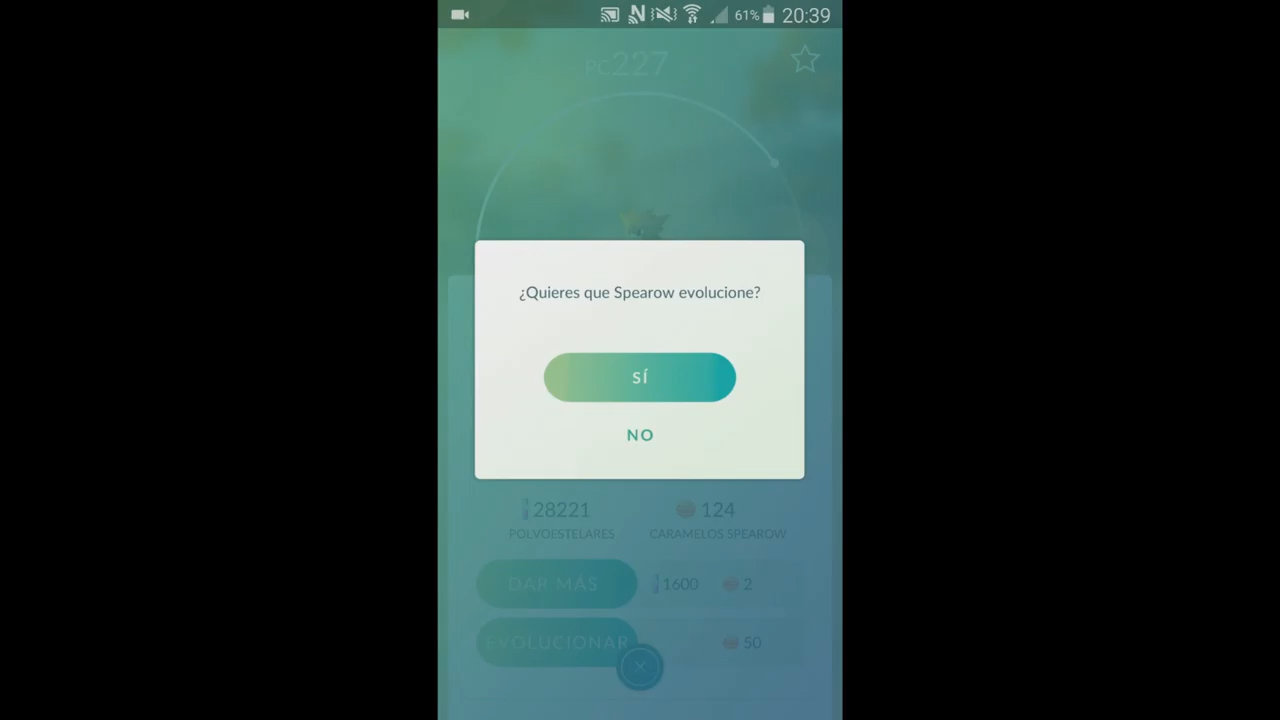 61% 20:39
PC227
¿Quieres que Spearow evolucione?
SÍ
NO
28221 124
POLVOESTELARES CARAMELOS SPEAROW
DAR MÁS 1600 2
EVOLUCIONAR 50